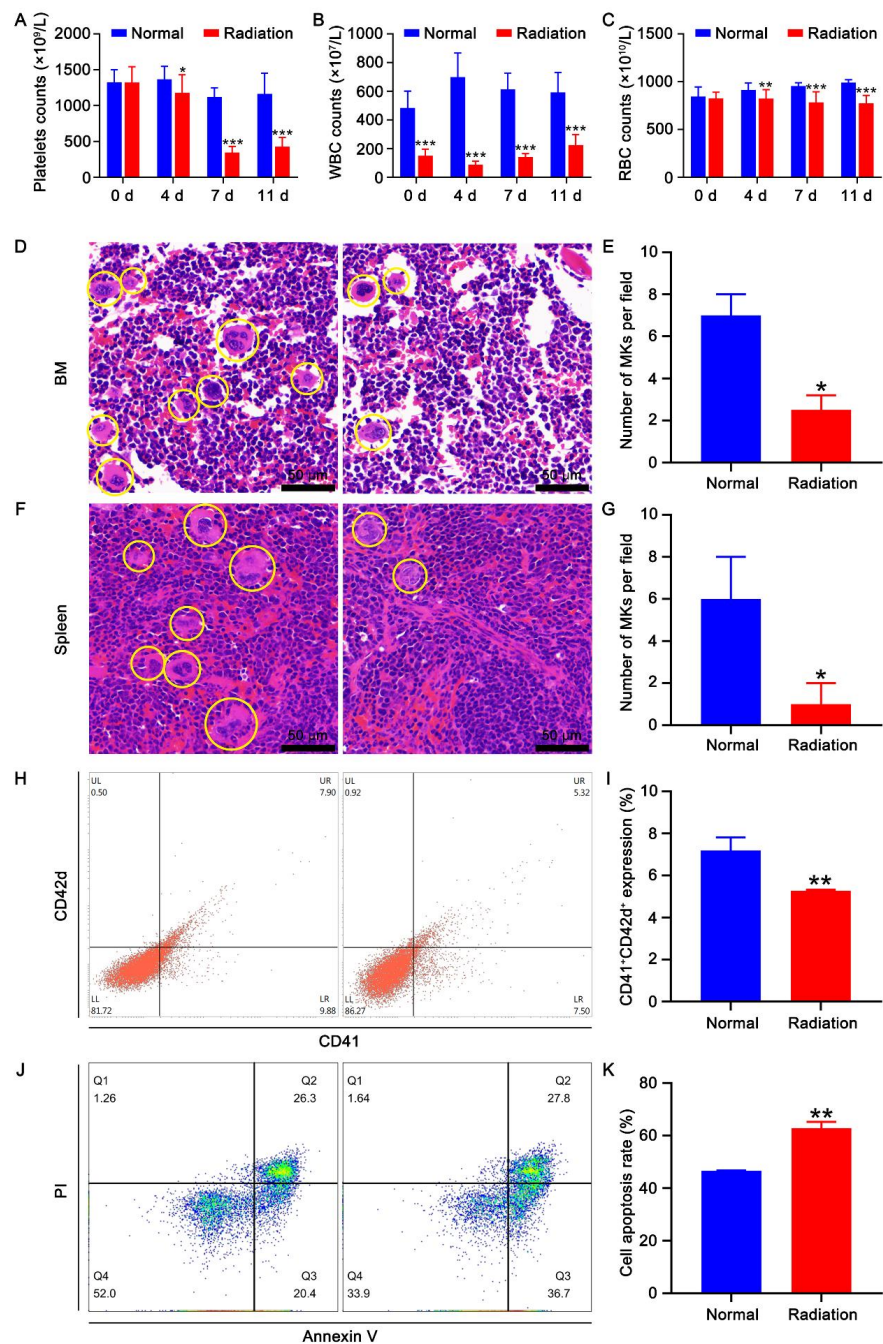 A
Normal Radiation
Platelets counts (×10⁹/L)
2000
1500
1000
500
0
*
***
***
0 d 4 d 7 d 11 d
B
Normal Radiation
WBC counts (×10⁷/L)
1000
800
600
400
200
0
***
***
***
***
0 d 4 d 7 d 11 d
C
Normal Radiation
RBC counts (×10¹⁰/L)
1500
1000
500
0
**
***
***
0 d 4 d 7 d 11 d
D
BM
50 μm
50 μm
E
Number of MKs per field
10
8
6
4
2
0
*
Normal Radiation
F
Spleen
50 μm
50 μm
G
Number of MKs per field
10
8
6
4
2
0
*
Normal Radiation
H
CD42d
UL UR
0.50 7.90
LL LR
81.72 9.88
UL UR
0.92 5.32
LL LR
86.27 7.50
CD41
I
CD41⁺CD42d⁺ expression (%)
10
8
6
4
2
0
**
Normal Radiation
J
PI
Q1 Q2
1.26 26.3
Q4 Q3
52.0 20.4
Q1 Q2
1.64 27.8
Q4 Q3
33.9 36.7
Annexin V
K
Cell apoptosis rate (%)
80
60
40
20
0
**
Normal Radiation